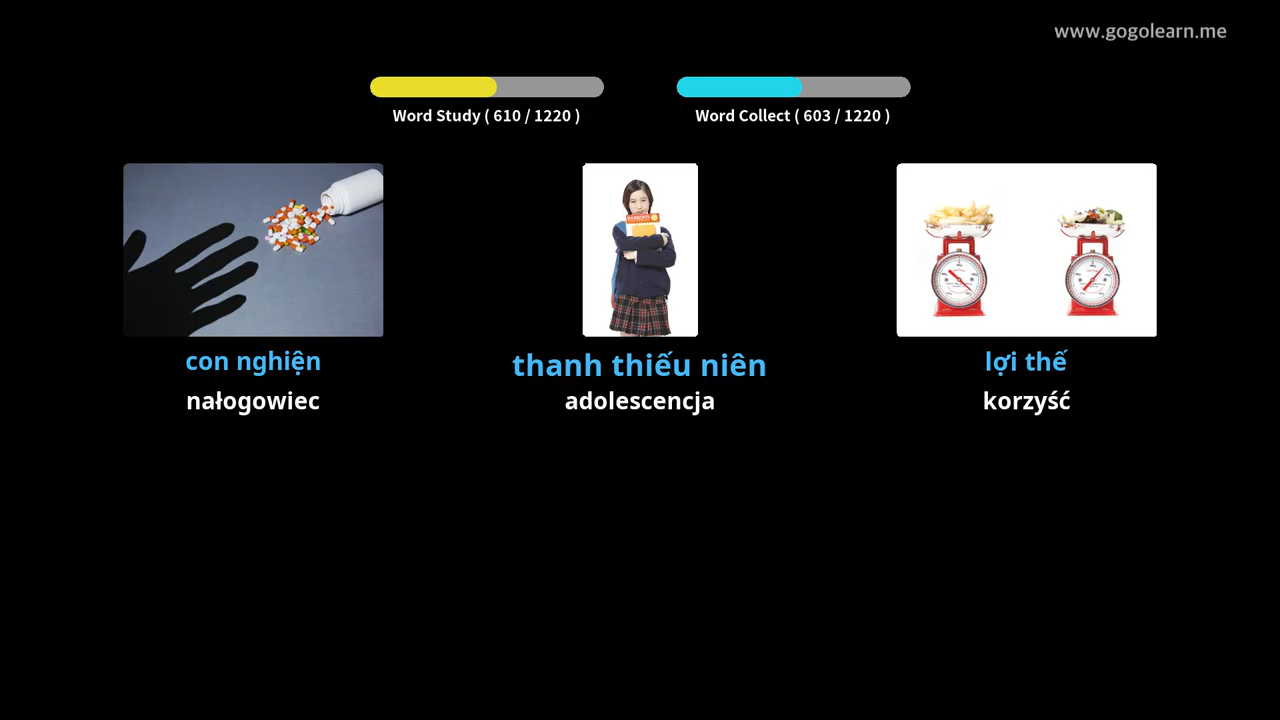 www.gogolearn.me
Word Study ( 610 / 1220 )
Word Collect ( 603 / 1220 )
BARRON'S
con nghiện
thanh thiếu niên
lợi thế
nałogowiec
adolescencja
korzyść